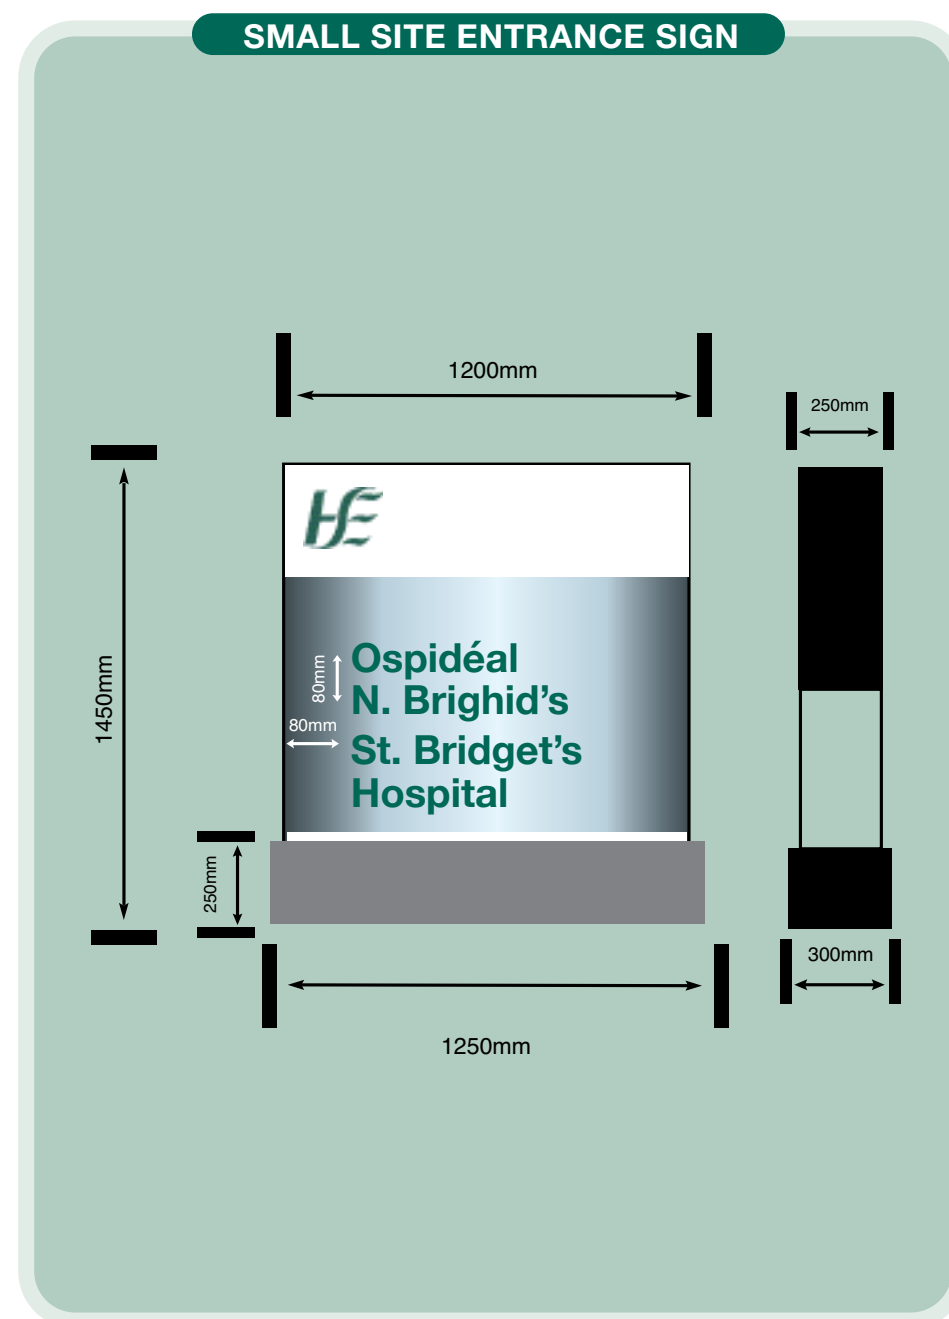 SMALL SITE ENTRANCE SIGN
1200mm
250mm
HSE
1450mm
80mm
Ospidéal
N. Brighid’s
80mm
St. Bridget’s
Hospital
250mm
300mm
1250mm